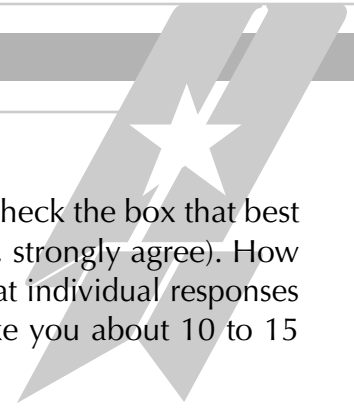 heck the box that best
strongly agree). How
at individual responses
ke you about 10 to 15